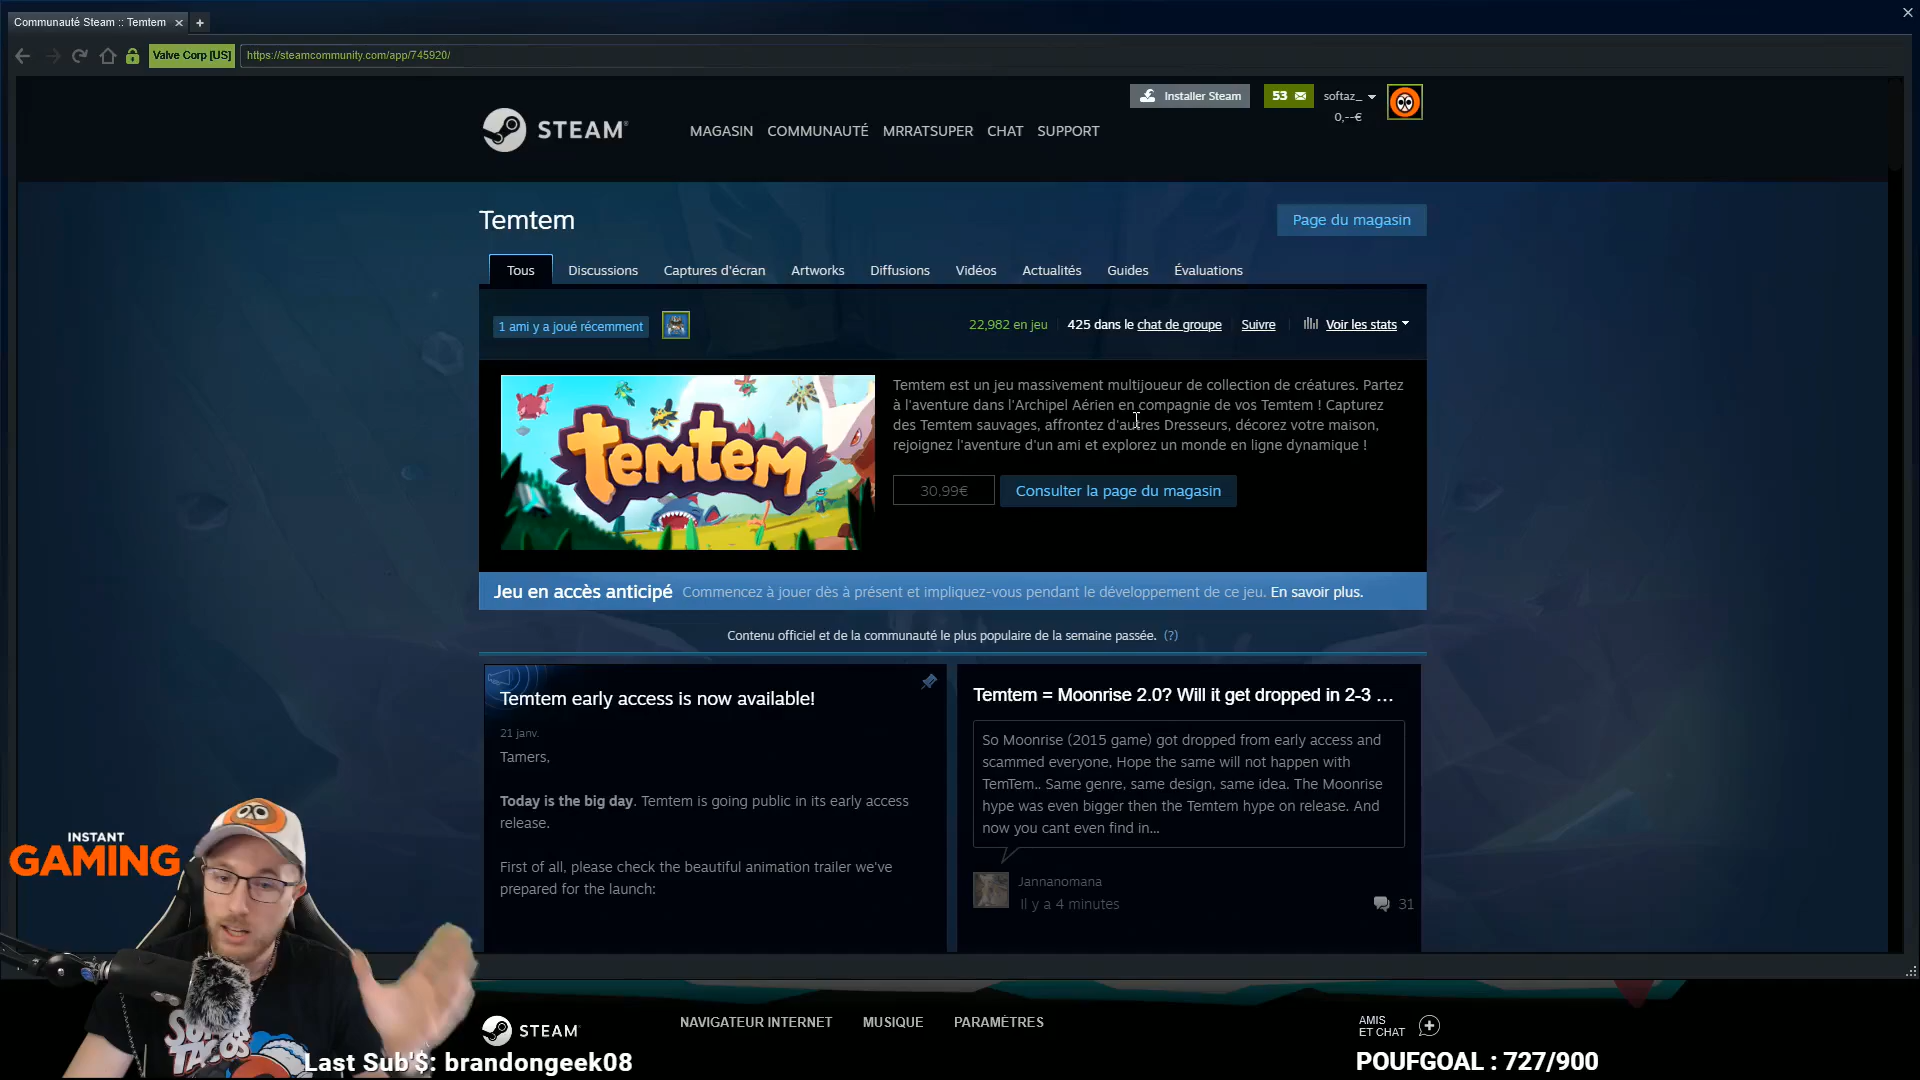 Communauté Steam :: Temtem
Valve Corp [US]
https://steamcommunity.com/app/745920/
Installer Steam
53
softaz_
0,--€
STEAM
MAGASIN
COMMUNAUTÉ
MRRATSUPER
CHAT
SUPPORT
Temtem
Page du magasin
Tous
Discussions
Captures d'écran
Artworks
Diffusions
Vidéos
Actualités
Guides
Évaluations
1 ami y a joué récemment
22,982 en jeu
425 dans le chat de groupe
Suivre
Voir les stats
temtem
Temtem est un jeu massivement multijoueur de collection de créatures. Partez
à l'aventure dans l'Archipel Aérien en compagnie de vos Temtem ! Capturez
des Temtem sauvages, affrontez d'autres Dresseurs, décorez votre maison,
rejoignez l'aventure d'un ami et explorez un monde en ligne dynamique !
30,99€
Consulter la page du magasin
Jeu en accès anticipé Commencez à jouer dès à présent et impliquez-vous pendant le développement de ce jeu. En savoir plus.
Contenu officiel et de la communauté le plus populaire de la semaine passée. (?)
Temtem early access is now available!
21 janv.
Tamers,
Today is the big day. Temtem is going public in its early access
release.
First of all, please check the beautiful animation trailer we've
prepared for the launch:
Temtem = Moonrise 2.0? Will it get dropped in 2-3 ...
So Moonrise (2015 game) got dropped from early access and
scammed everyone, Hope the same will not happen with
TemTem.. Same genre, same design, same idea. The Moonrise
hype was even bigger then the Temtem hype on release. And
now you cant even find in...
Jannanomana
Il y a 4 minutes
31
INSTANT
GAMING
STEAM
NAVIGATEUR INTERNET
MUSIQUE
PARAMÈTRES
AMIS
ET CHAT
Last Sub'$: brandongeek08
POUFGOAL : 727/900